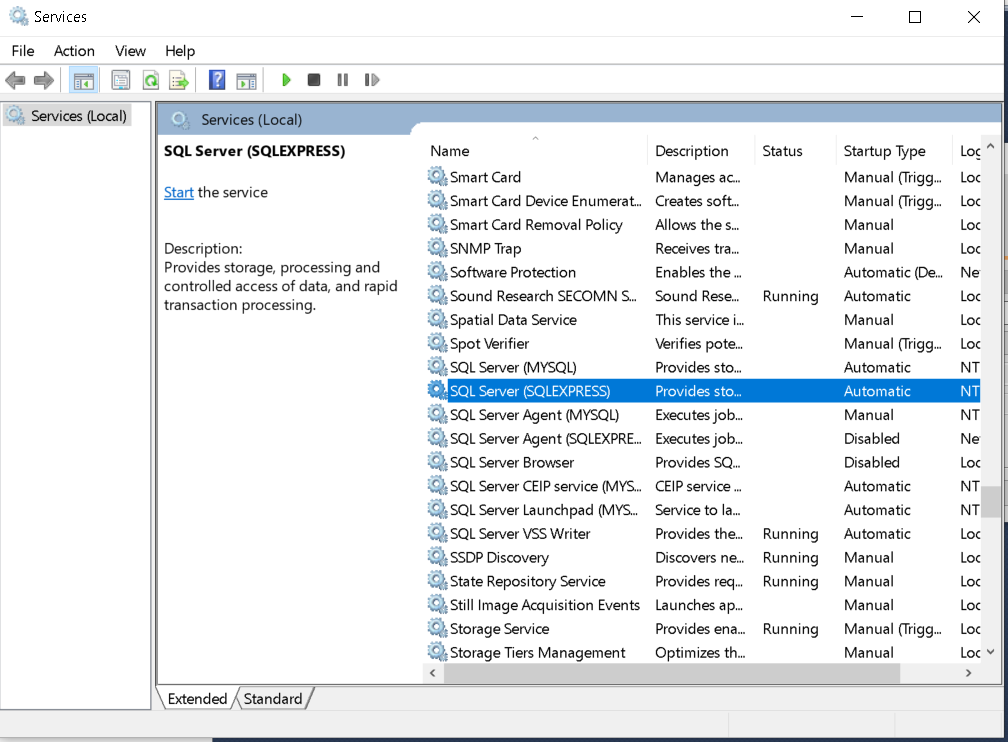 Services
File Action View Help
Services (Local)
Services (Local)
SQL Server (SQLEXPRESS)
Start the service
Description:
Provides storage, processing and
controlled access of data, and rapid
transaction processing.
Name Description Status Startup Type Log
Smart Card Manages ac... Manual (Trigg... Loc
Smart Card Device Enumerat... Creates soft... Manual (Trigg... Loc
Smart Card Removal Policy Allows the s... Manual Loc
SNMP Trap Receives tra... Manual Loc
Software Protection Enables the ... Automatic (De... Ne
Sound Research SECOMN S... Sound Rese... Running Automatic Loc
Spatial Data Service This service i... Manual Loc
Spot Verifier Verifies pote... Manual (Trigg... Loc
SQL Server (MYSQL) Provides sto... Automatic NT
SQL Server (SQLEXPRESS) Provides sto... Automatic NT
SQL Server Agent (MYSQL) Executes job... Manual NT
SQL Server Agent (SQLEXPRE... Executes job... Disabled Ne
SQL Server Browser Provides SQ... Disabled Loc
SQL Server CEIP service (MYS... CEIP service ... Automatic NT
SQL Server Launchpad (MYS... Service to la... Automatic NT
SQL Server VSS Writer Provides the... Running Automatic Loc
SSDP Discovery Discovers ne... Running Manual Loc
State Repository Service Provides req... Running Manual Loc
Still Image Acquisition Events Launches ap... Manual Loc
Storage Service Provides ena... Running Manual (Trigg... Loc
Storage Tiers Management Optimizes th... Manual Loc
Extended Standard